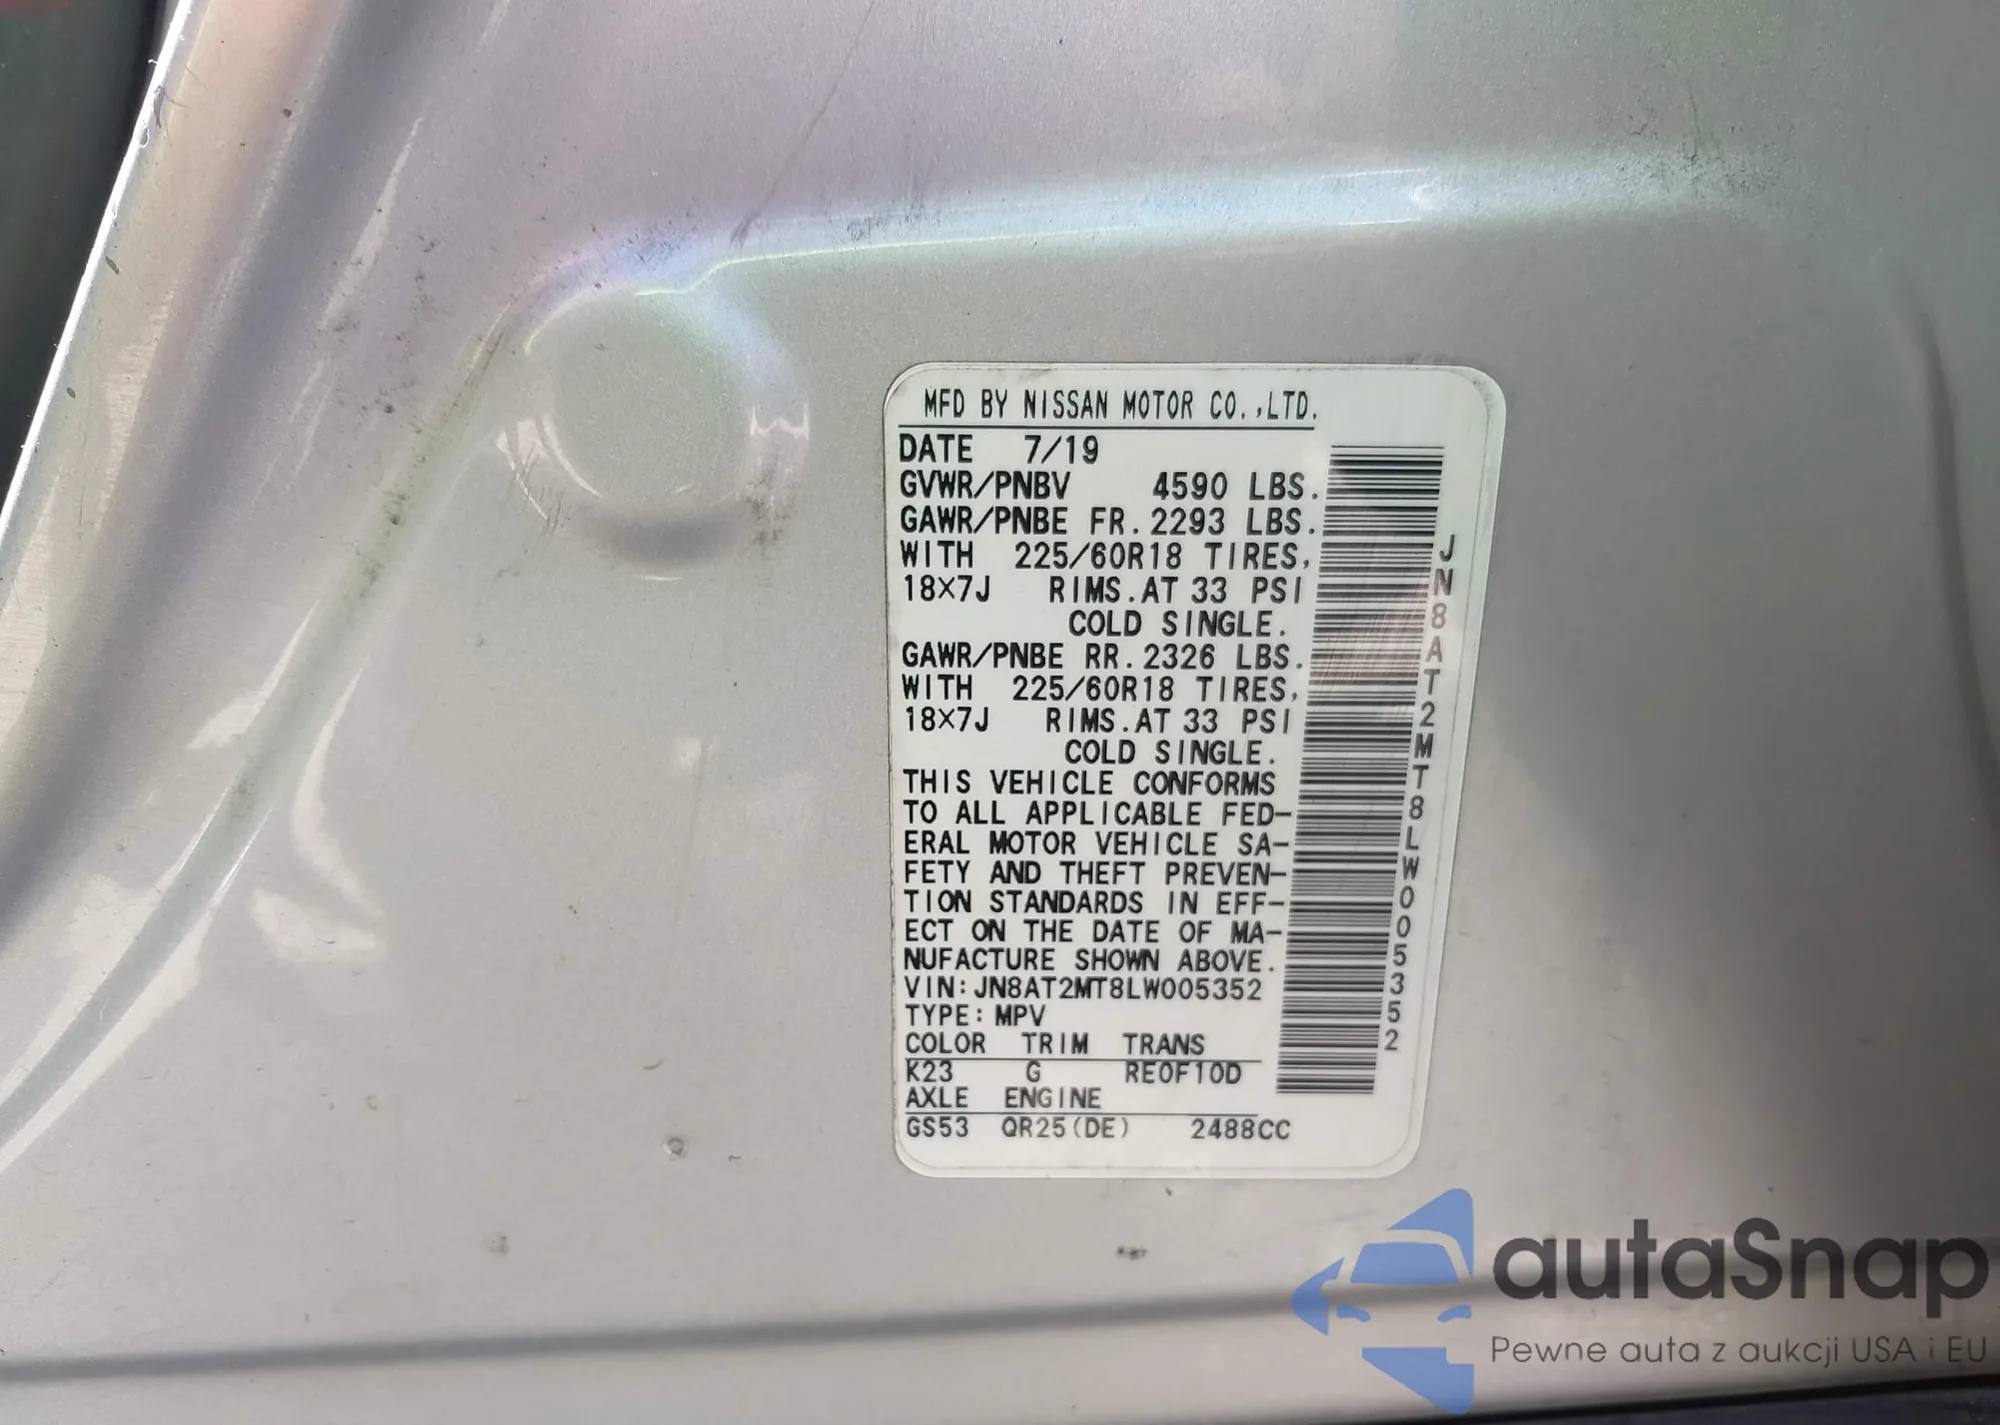 MFD BY NISSAN MOTOR CO.,LTD.
DATE 7/19
GVWR/PNBV 4590 LBS.
GAWR/PNBE FR.2293 LBS.
WITH 225/60R18 TIRES,
18×7J RIMS.AT 33 PSI
COLD SINGLE.
GAWR/PNBE RR.2326 LBS.
WITH 225/60R18 TIRES,
18×7J RIMS.AT 33 PSI
COLD SINGLE.
THIS VEHICLE CONFORMS
TO ALL APPLICABLE FED-
ERAL MOTOR VEHICLE SA-
FETY AND THEFT PREVEN-
TION STANDARDS IN EFF-
ECT ON THE DATE OF MA-
NUFACTURE SHOWN ABOVE.
VIN:JN8AT2MT8LW005352
TYPE:MPV
COLOR TRIM TRANS
K23 G RE0F10D
AXLE ENGINE
GS53 QR25(DE) 2488CC
JN8AT2MT8LW005352
autaSnap
Pewne auta z aukcji USA i EU